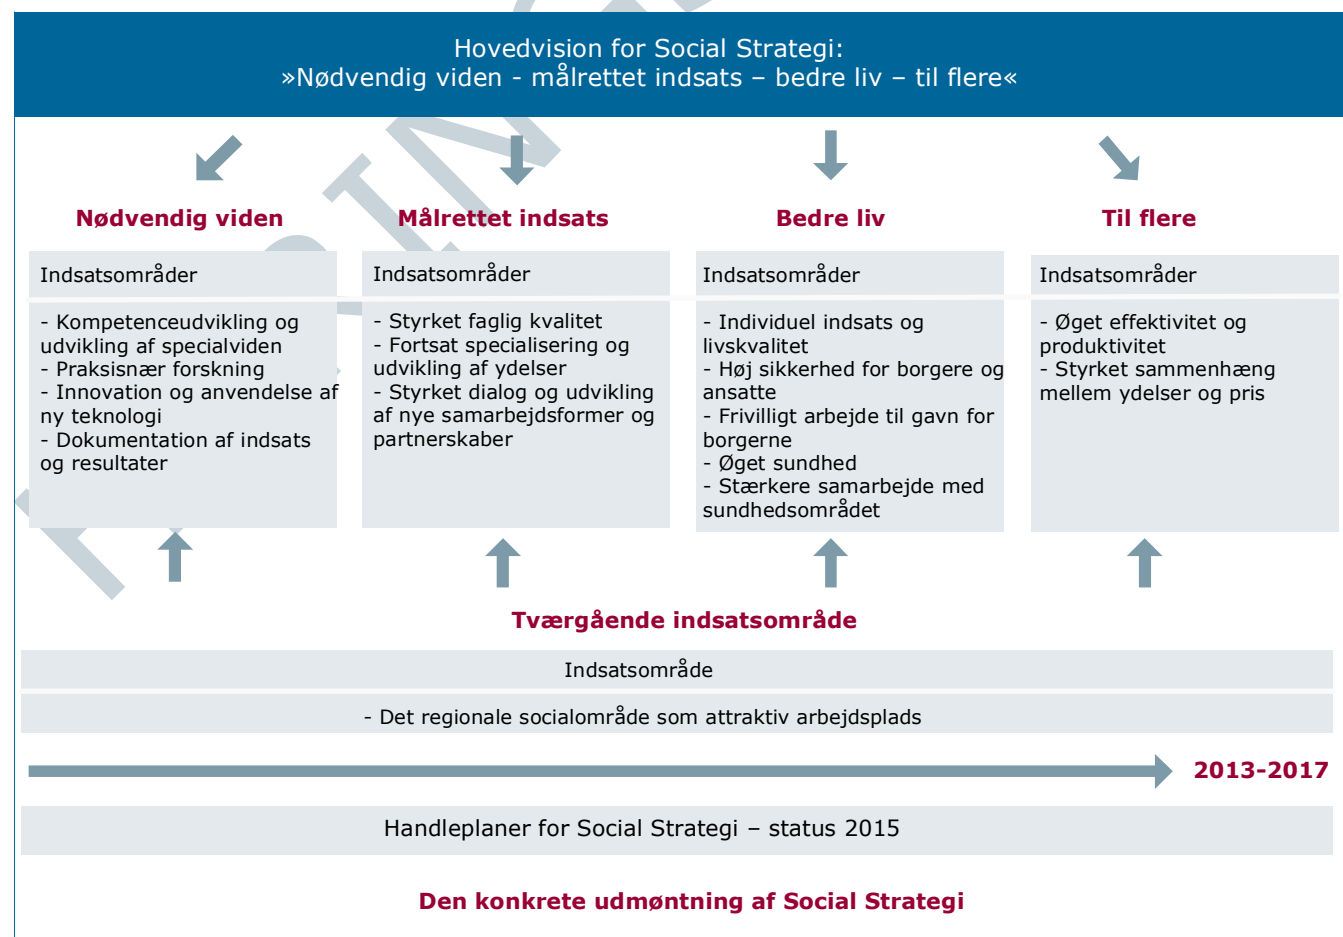 Hovedvision for Social Strategi:
»Nødvendig viden - målrettet indsats – bedre liv – til flere«
Nødvendig viden
Indsatsområder
- Kompetenceudvikling og
udvikling af specialviden
- Praksisnær forskning
- Innovation og anvendelse af
ny teknologi
- Dokumentation af indsats
og resultater
Målrettet indsats
Indsatsområder
- Styrket faglig kvalitet
- Fortsat specialisering og
udvikling af ydelser
- Styrket dialog og udvikling
af nye samarbejdsformer og
partnerskaber
Bedre liv
Indsatsområder
- Individuel indsats og
livskvalitet
- Høj sikkerhed for borgere og
ansatte
- Frivilligt arbejde til gavn for
borgerne
- Øget sundhed
- Stærkere samarbejde med
sundhedsområdet
Til flere
Indsatsområder
- Øget effektivitet og
produktivitet
- Styrket sammenhæng
mellem ydelser og pris
Tværgående indsatsområde
Indsatsområde
- Det regionale socialområde som attraktiv arbejdsplads
2013-2017
Handleplaner for Social Strategi – status 2015
Den konkrete udmøntning af Social Strategi